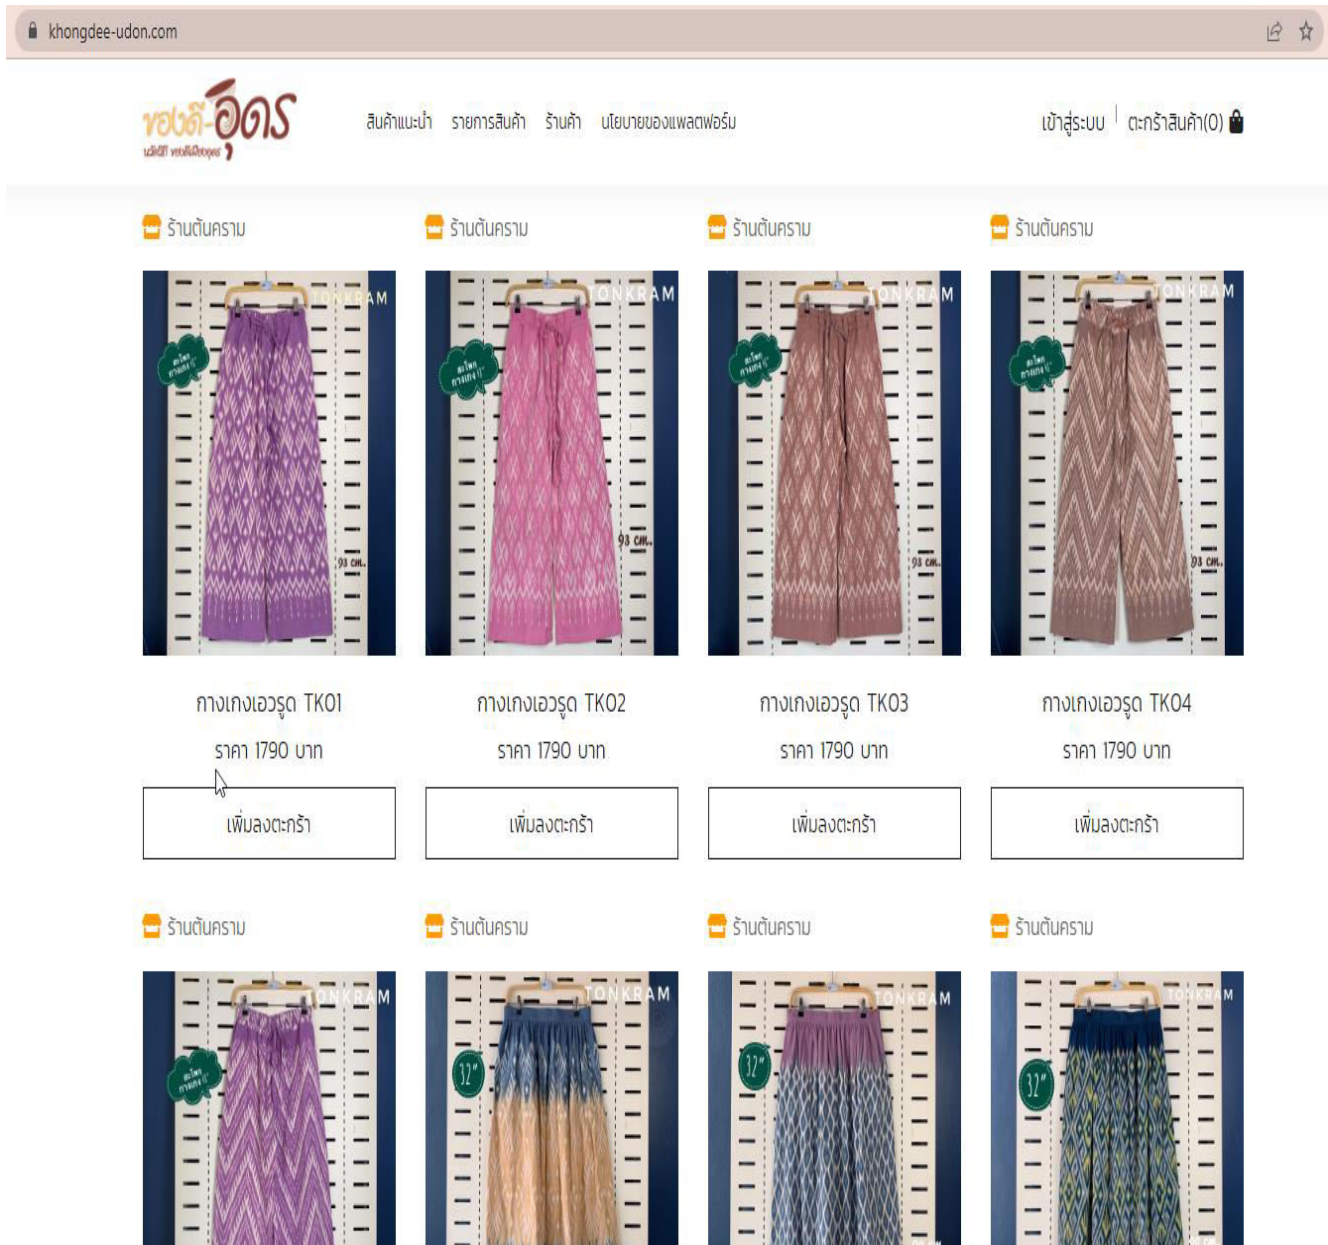 khongdee-udon.com
ของดี-อุดร
สินค้าแนะนำ รายการสินค้า ร้านค้า นโยบายของแพลตฟอร์ม
เข้าสู่ระบบ | ตะกร้าสินค้า(0)
ร้านต้นคราม ร้านต้นคราม ร้านต้นคราม ร้านต้นคราม
TONKRAM TONKRAM TONKRAM TONKRAM
93 cm. 93 cm. 93 cm. 93 cm.
กางเกงเอวรูด TK01 กางเกงเอวรูด TK02 กางเกงเอวรูด TK03 กางเกงเอวรูด TK04
ราคา 1790 บาท ราคา 1790 บาท ราคา 1790 บาท ราคา 1790 บาท
เพิ่มลงตะกร้า เพิ่มลงตะกร้า เพิ่มลงตะกร้า เพิ่มลงตะกร้า
ร้านต้นคราม ร้านต้นคราม ร้านต้นคราม ร้านต้นคราม
TONKRAM TONKRAM TONKRAM TONKRAM
32" 32" 32"